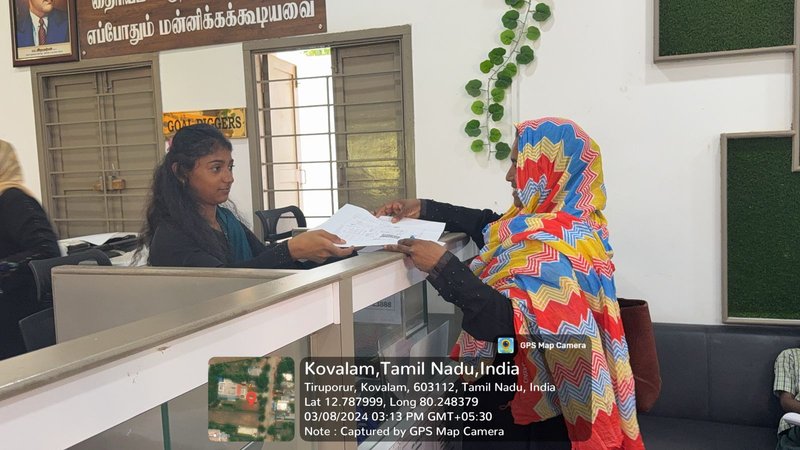 எப்போதும் மன்னிக்கக்கூடியவை
GOAL DIGGERS
3888
GPS Map Camera
Kovalam,Tamil Nadu,India
Tiruporur, Kovalam, 603112, Tamil Nadu, India
Lat 12.787999, Long 80.248379
03/08/2024 03:13 PM GMT+05:30
Note : Captured by GPS Map Camera